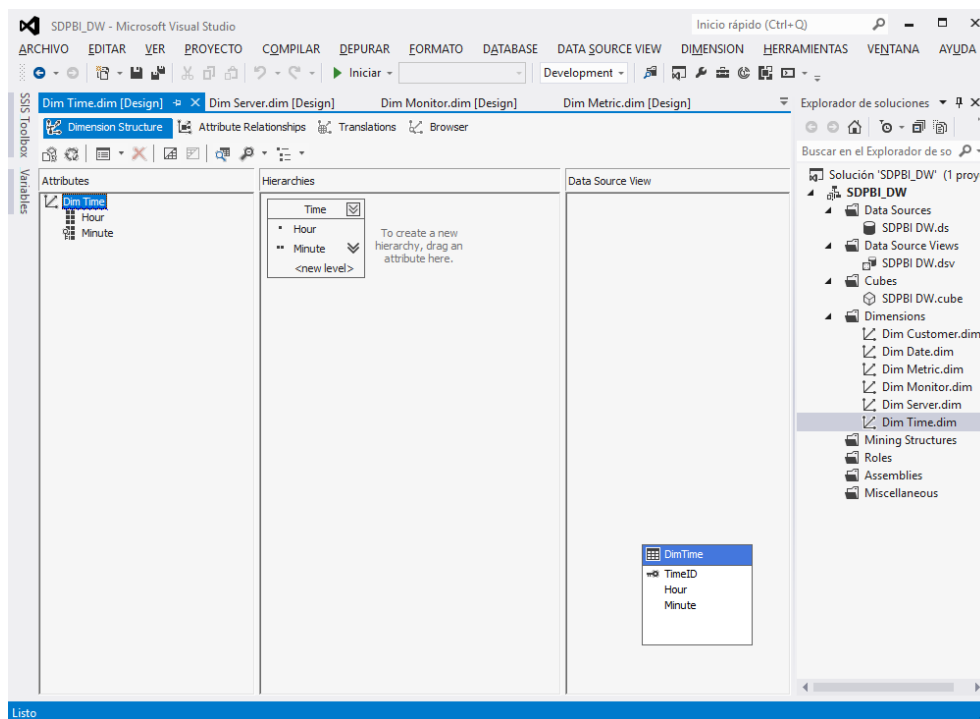 SDPBI_DW - Microsoft Visual Studio
Inicio rápido (Ctrl+Q)
ARCHIVO EDITAR VER PROYECTO COMPILAR DEPURAR FORMATO DATABASE DATA SOURCE VIEW DIMENSION HERRAMIENTAS VENTANA AYUDA
Iniciar
Development
SSIS Toolbox
Variables
Dim Time.dim [Design] Dim Server.dim [Design] Dim Monitor.dim [Design] Dim Metric.dim [Design]
Dimension Structure Attribute Relationships Translations Browser
Attributes
Dim Time
Hour
Minute
Hierarchies
Time
Hour
Minute
<new level>
To create a new
hierarchy, drag an
attribute here.
Data Source View
DimTime
TimeID
Hour
Minute
Explorador de soluciones
Buscar en el Explorador de so
Solución 'SDPBI_DW' (1 proy
SDPBI_DW
Data Sources
SDPBI DW.ds
Data Source Views
SDPBI DW.dsv
Cubes
SDPBI DW.cube
Dimensions
Dim Customer.dim
Dim Date.dim
Dim Metric.dim
Dim Monitor.dim
Dim Server.dim
Dim Time.dim
Mining Structures
Roles
Assemblies
Miscellaneous
Listo